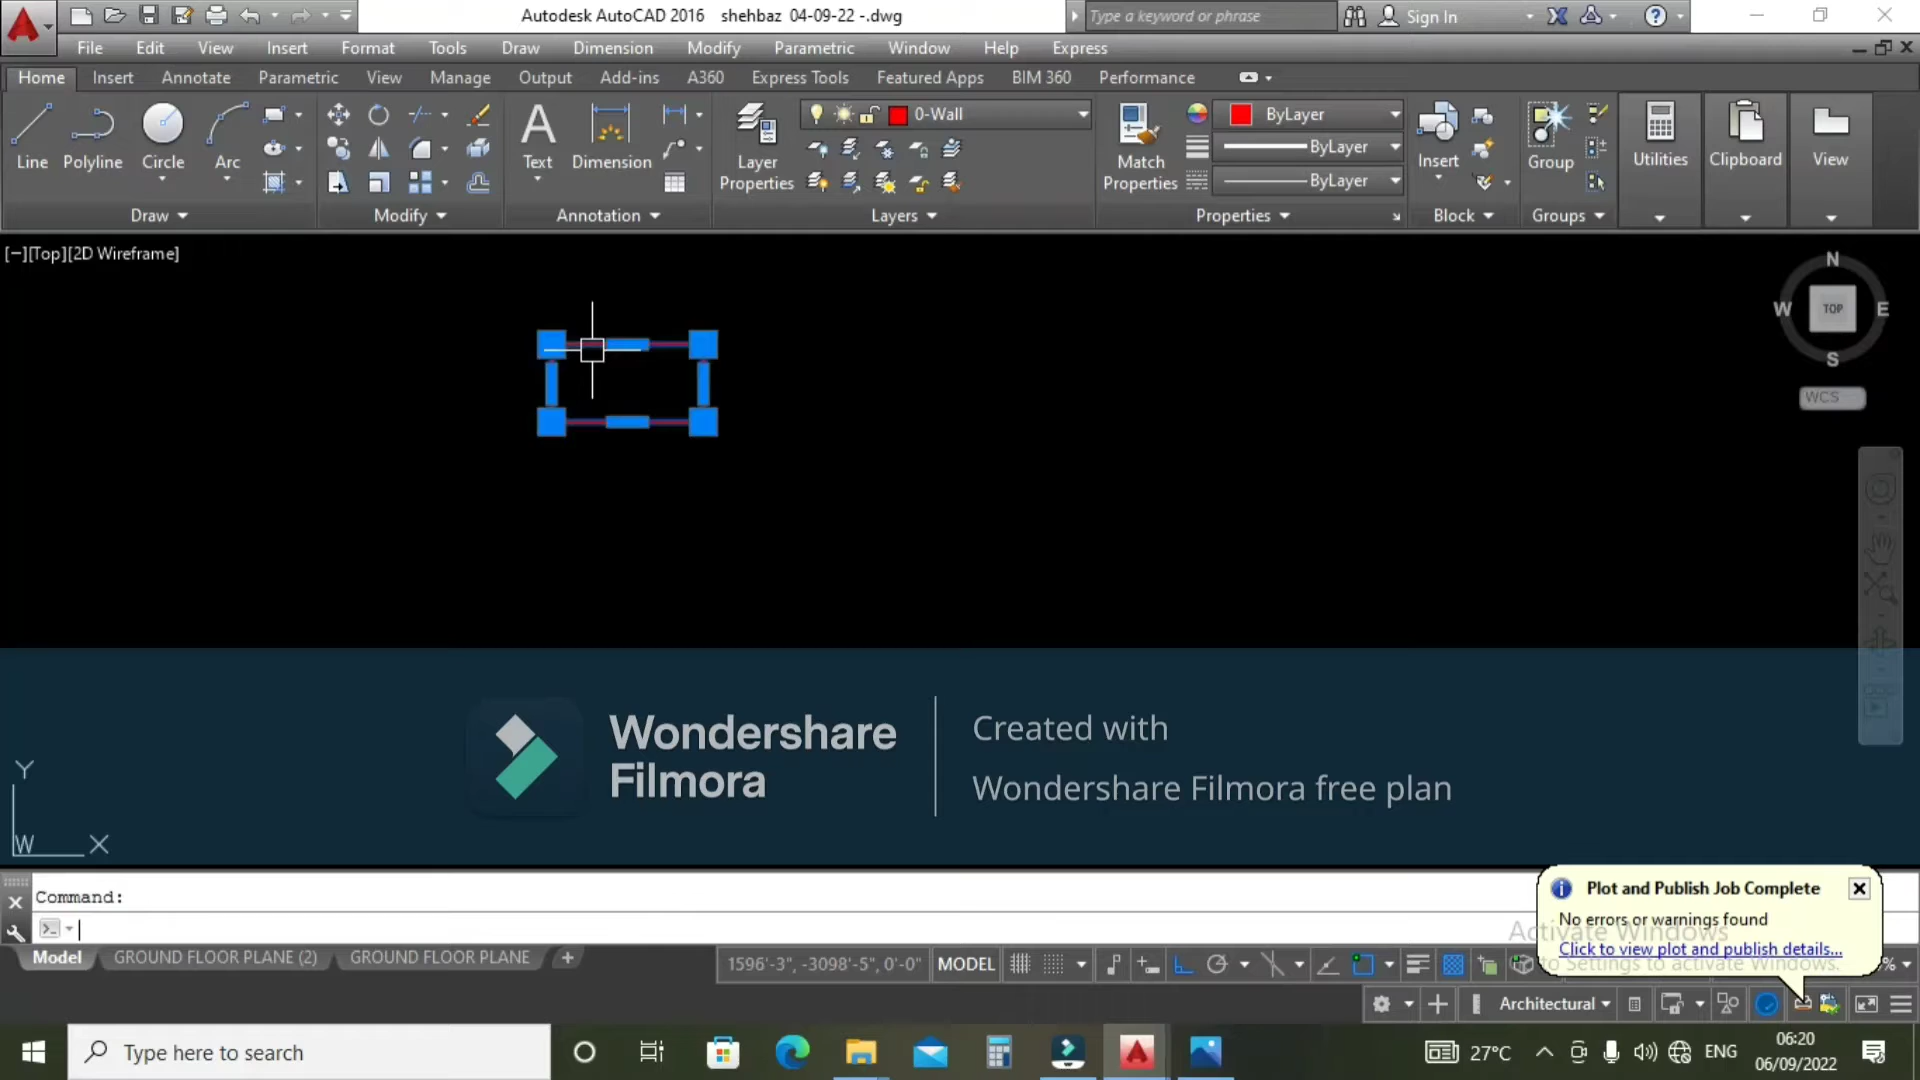 Autodesk AutoCAD 2016   shehbaz  04-09-22 -.dwg
Type a keyword or phrase
Sign In
File Edit View Insert Format Tools Draw Dimension Modify Parametric Window Help Express
Home Insert Annotate Parametric View Manage Output Add-ins A360 Express Tools Featured Apps BIM 360 Performance
0-Wall
ByLayer
Line Polyline Circle Arc
Text Dimension
Layer Properties
ByLayer
Match Properties
ByLayer
Insert
Group
Utilities
Clipboard
View
Draw Modify Annotation Layers Properties Block Groups
[−][Top][2D Wireframe]
N
W TOP E
S
WCS
Wondershare
Filmora
Created with
Wondershare Filmora free plan
Y
W X
Command:
Plot and Publish Job Complete
No errors or warnings found
Click to view plot and publish details...
Activate Windows
to Settings to activate Windows.
Model GROUND FLOOR PLANE (2) GROUND FLOOR PLANE +
1596'-3", -3098'-5", 0'-0" MODEL
%
Architectural
Type here to search
27°C
ENG
06:20
06/09/2022